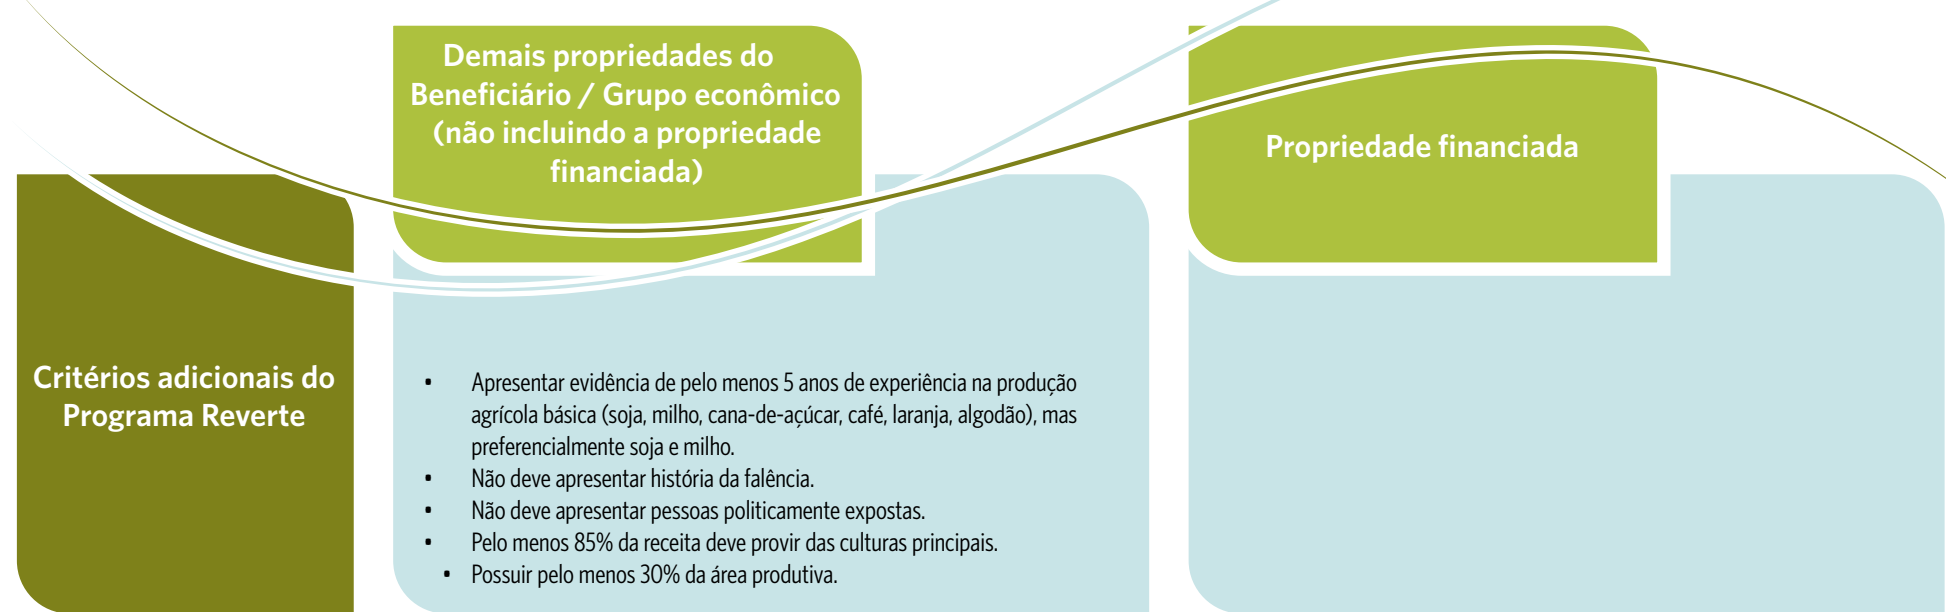 Demais propriedades do
Beneficiário / Grupo econômico
(não incluindo a propriedade
financiada)
Propriedade financiada
Critérios adicionais do
Programa Reverte
• Apresentar evidência de pelo menos 5 anos de experiência na produção
agrícola básica (soja, milho, cana-de-açúcar, café, laranja, algodão), mas
preferencialmente soja e milho.
• Não deve apresentar história da falência.
• Não deve apresentar pessoas politicamente expostas.
• Pelo menos 85% da receita deve provir das culturas principais.
• Possuir pelo menos 30% da área produtiva.